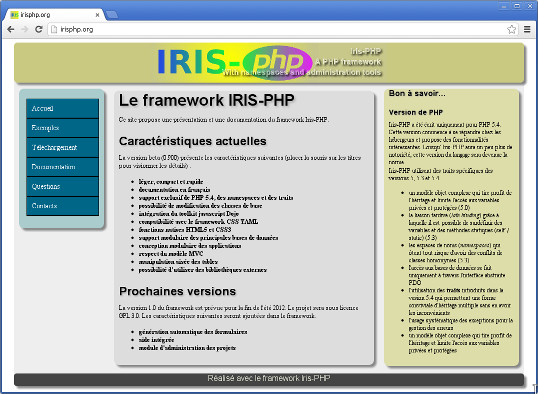 irisphp.org
irisphp.org
IRIS-php
Iris-PHP
A PHP framework
with namespaces and administration tools
Accueil
Exemples
Téléchargement
Documentation
Questions
Contacts
Le framework IRIS-PHP
Ce site propose une présentation et une documentation du framework Iris-PHP.
Caractéristiques actuelles
La version beta (0.900) présente les caractéristiques suivantes (placer la souris sur les titres
pour visionner les détails) :
léger, compact et rapide
documentation en français
support exclusif de PHP 5.4, des namespaces et des traits
possibilité de modification des classes de base
intégration du toolkit javascript Dojo
compatibilité avec le framework CSS YAML
fonctions natives HTML5 et CSS3
support modulaire des principales bases de données
conception modulaire des applications
respect du modèle MVC
manipulation aisée des tables
possibilité d'utiliser des bibliothèques externes
Prochaines versions
La version 1.0 du framework est prévue pour la fin de l'été 2012. Le projet sera sous licence
GPL 3.0. Les caractéristiques suivantes seront ajoutées dans le framework.
génération automatique des formulaires
aide intégrée
module d'administration des projets
Bon à savoir...
Version de PHP
Iris-PHP a été écrit uniquement pour PHP 5.4.
Cette version commence à se répandre chez les
hébergeurs et propose des fonctionnalités
intéressantes. Lorsqu' Iris-PHP aura un peu plus de
notoriété, cette version du langage sera devenue la
norme.
Iris-PHP utilise des traits spécifiques des
versions 5, 5.3 et 5.4
un modèle objet complexe qui tire profit de
l'héritage et limite l'accès aux variables
privées et protégées (5.0)
la liaison tardive (late binding) grâce à
laquelle il est possible de redéfinir des
variables et des méthodes statiques (self /
static) (5.3)
les espaces de noms (namespaces) qui
ôtent tout risque d'avoir des conflits de
classes homonymes (5.3)
l'accès aux bases de données se fait
uniquement à travers l'interface abstraite
PDO
l'utilisation des traits introduits dans la
version 5.4 qui permettent une forme
conviviale d'héritage multiple sans en avoir
les inconvénients
l'usage systématique des exceptions pour la
gestion des erreurs
un modèle objet complexe qui tire profit de
l'héritage et limite l'accès aux variables
privées et protégées
Réalisé avec le framework Iris-PHP